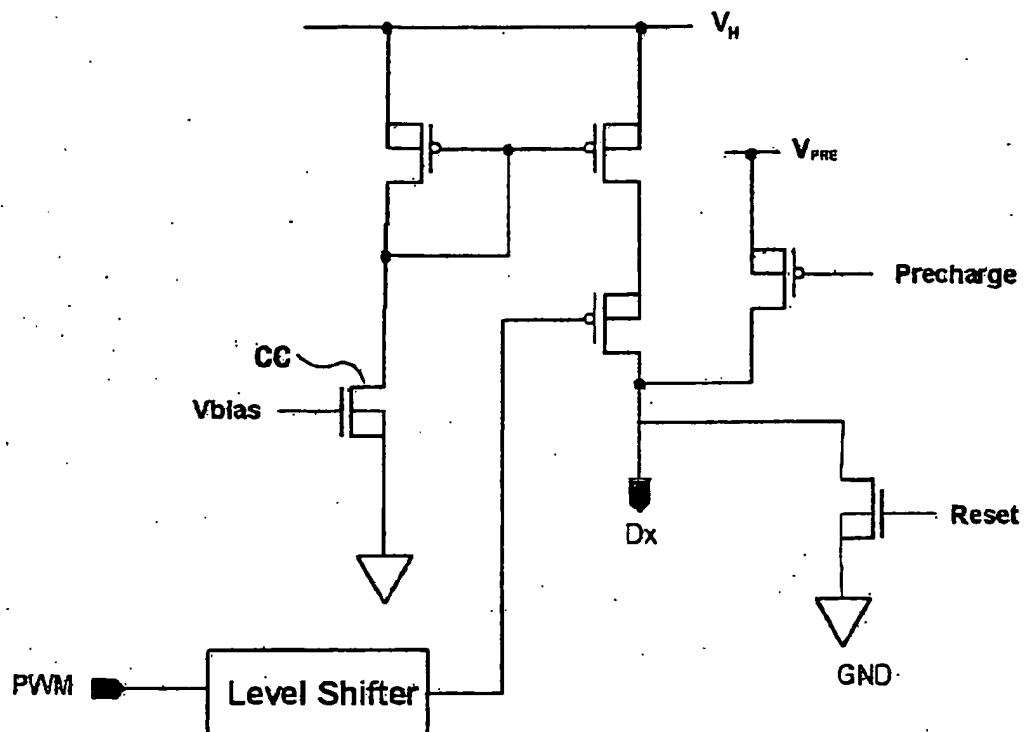 V_H
V_PRE
Precharge
CC
Vbias
Reset
Dx
GND
PWM
Level Shifter